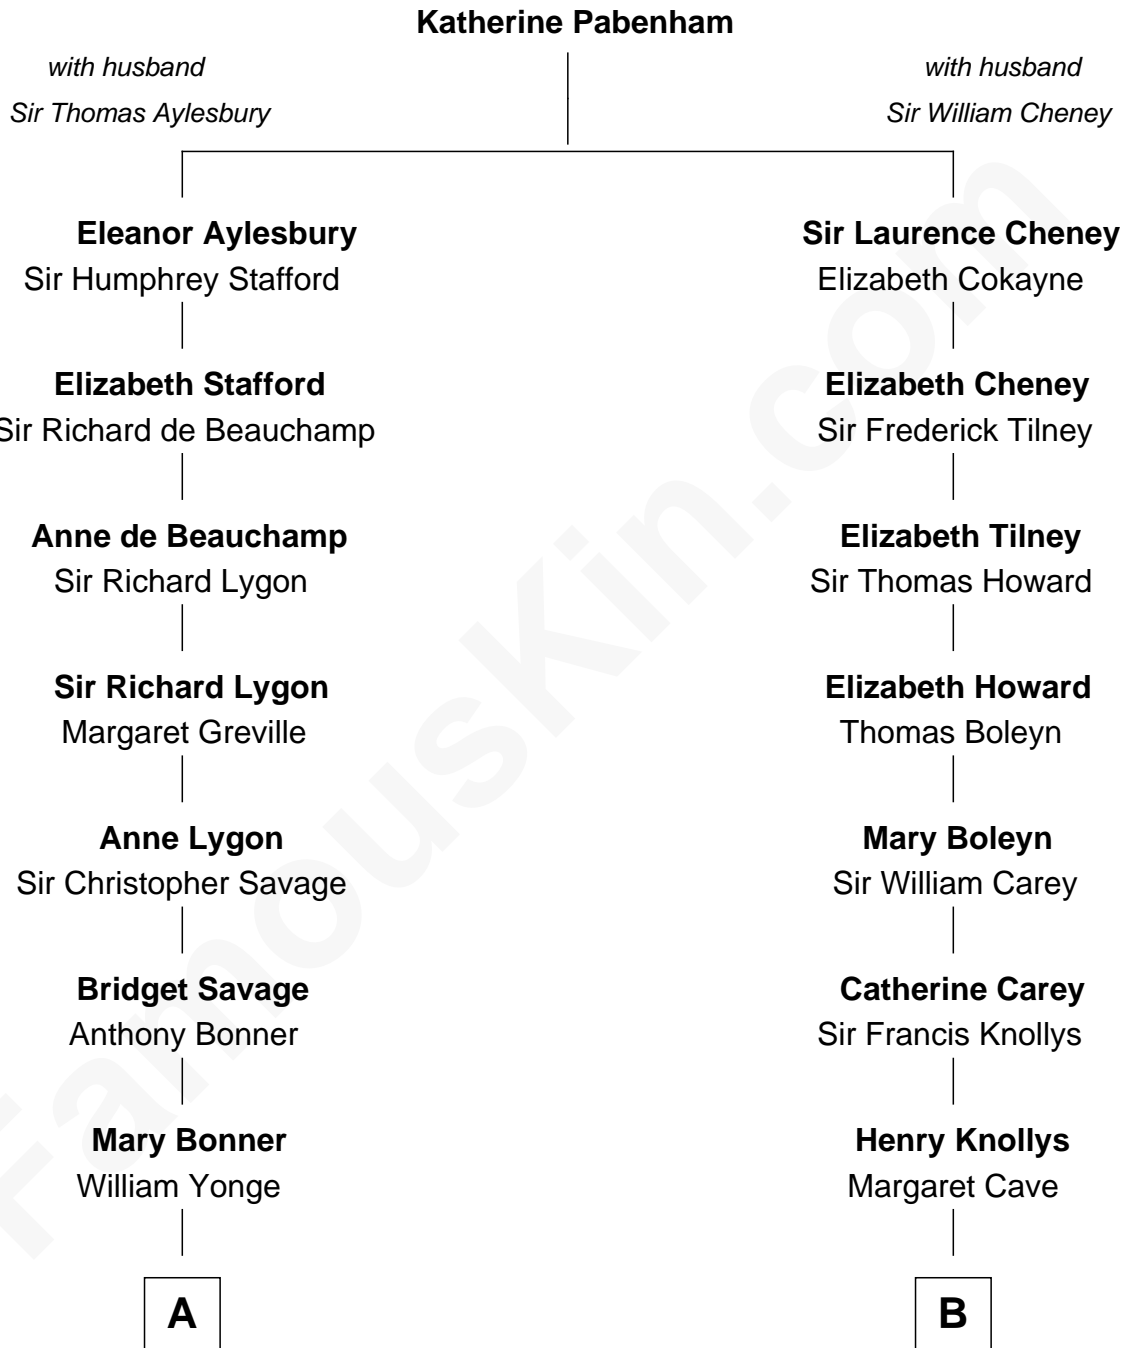 Katherine Pabenham
with husband
Sir Thomas Aylesbury
with husband
Sir William Cheney
Eleanor Aylesbury
Sir Humphrey Stafford
Sir Laurence Cheney
Elizabeth Cokayne
Elizabeth Stafford
Sir Richard de Beauchamp
Elizabeth Cheney
Sir Frederick Tilney
Anne de Beauchamp
Sir Richard Lygon
Elizabeth Tilney
Sir Thomas Howard
Sir Richard Lygon
Margaret Greville
Elizabeth Howard
Thomas Boleyn
Anne Lygon
Sir Christopher Savage
Mary Boleyn
Sir William Carey
Bridget Savage
Anthony Bonner
Catherine Carey
Sir Francis Knollys
Mary Bonner
William Yonge
Henry Knollys
Margaret Cave
A
B
FamousKin.com